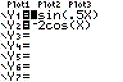 Plot1 Plot2 Plot3
\Y1=sin(.5X)
\Y2=-2cos(X)
\Y3=
\Y4=
\Y5=
\Y6=
\Y7=